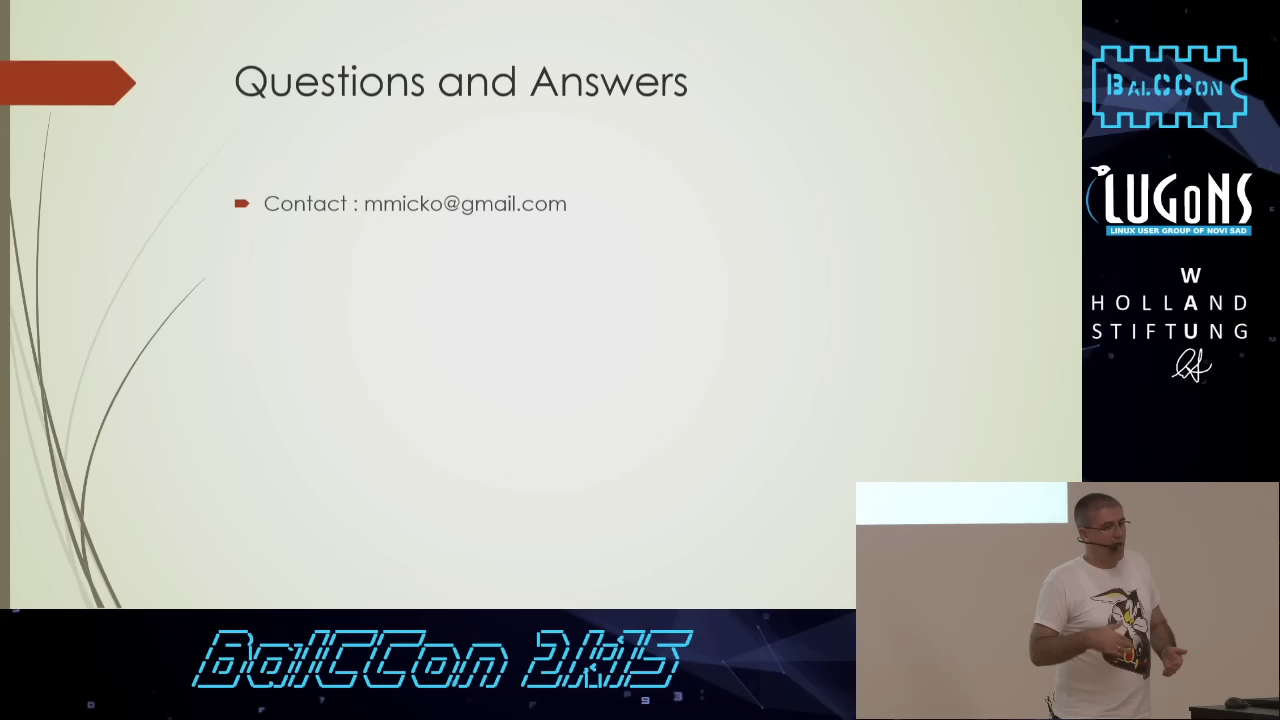 Questions and Answers
Contact : mmicko@gmail.com
BALCCON
LUGONS
LINUX USER GROUP OF NOVI SAD
W
HOLLAND
STIFTUNG
BalCCon 2k15